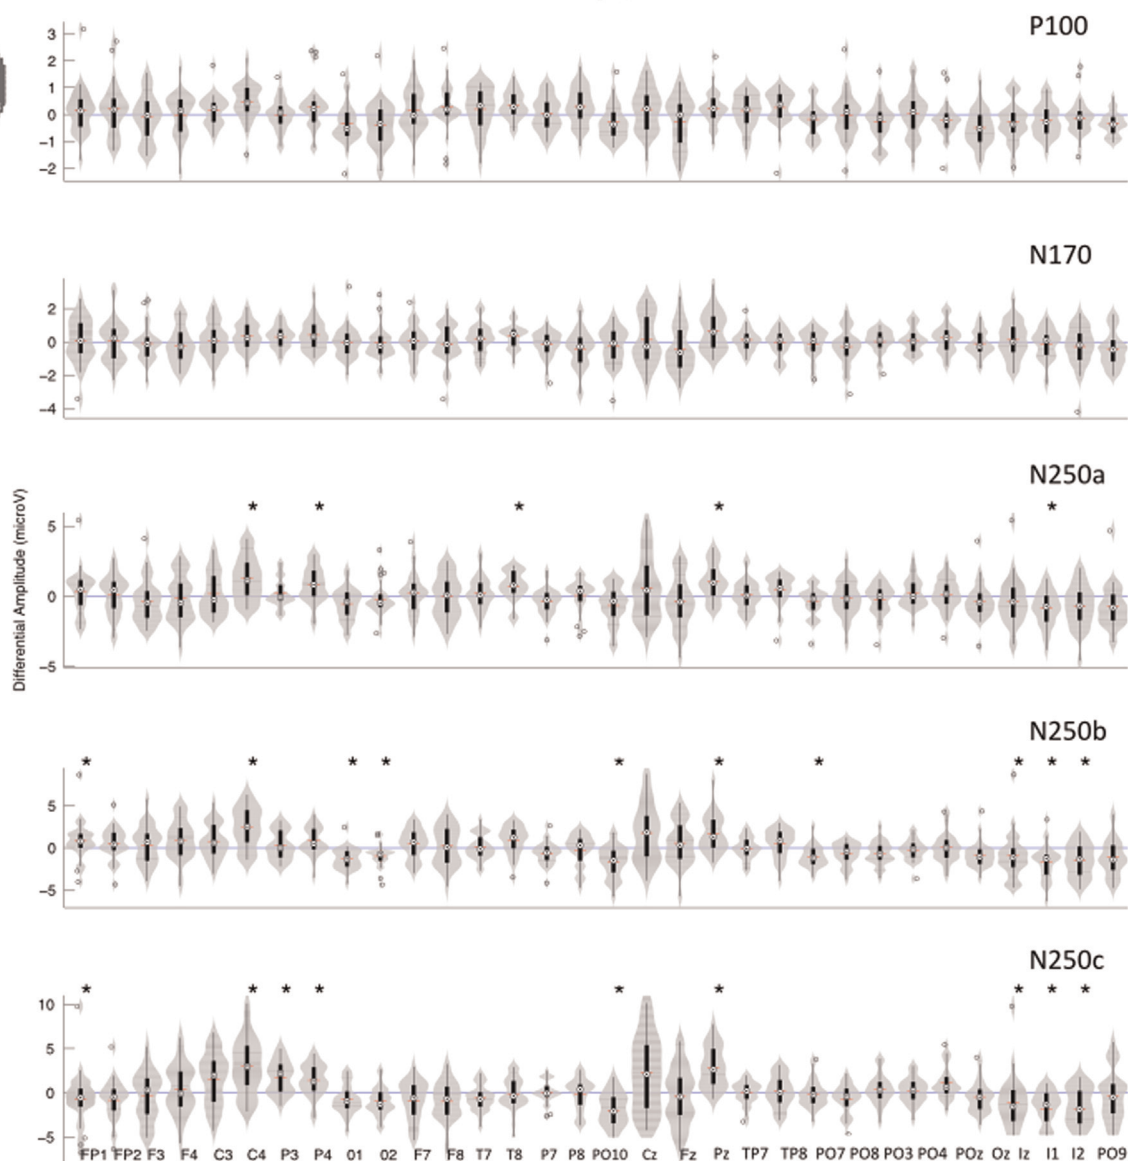 P100
3
2
1
0
−1
−2
N170
2
0
−2
−4
N250a
* * * * *
5
0
−5
Differential Amplitude (microV)
N250b
* * * * * * * * * *
5
0
−5
N250c
* * * * * * * * *
10
5
0
−5
FP1 FP2 F3 F4 C3 C4 P3 P4 01 02 F7 F8 T7 T8 P7 P8 PO10 Cz Fz Pz TP7 TP8 PO7 PO8 PO3 PO4 POz Oz Iz I1 I2 PO9